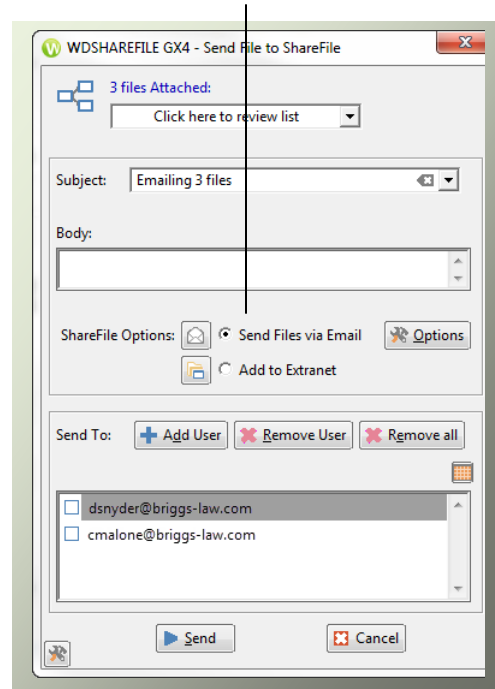 WDSHAREFILE GX4 - Send File to ShareFile
3 files Attached:
Click here to review list
Subject: Emailing 3 files
Body:
ShareFile Options: Send Files via Email Options
Add to Extranet
Send To: Add User Remove User Remove all
dsnyder@briggs-law.com
cmalone@briggs-law.com
Send Cancel